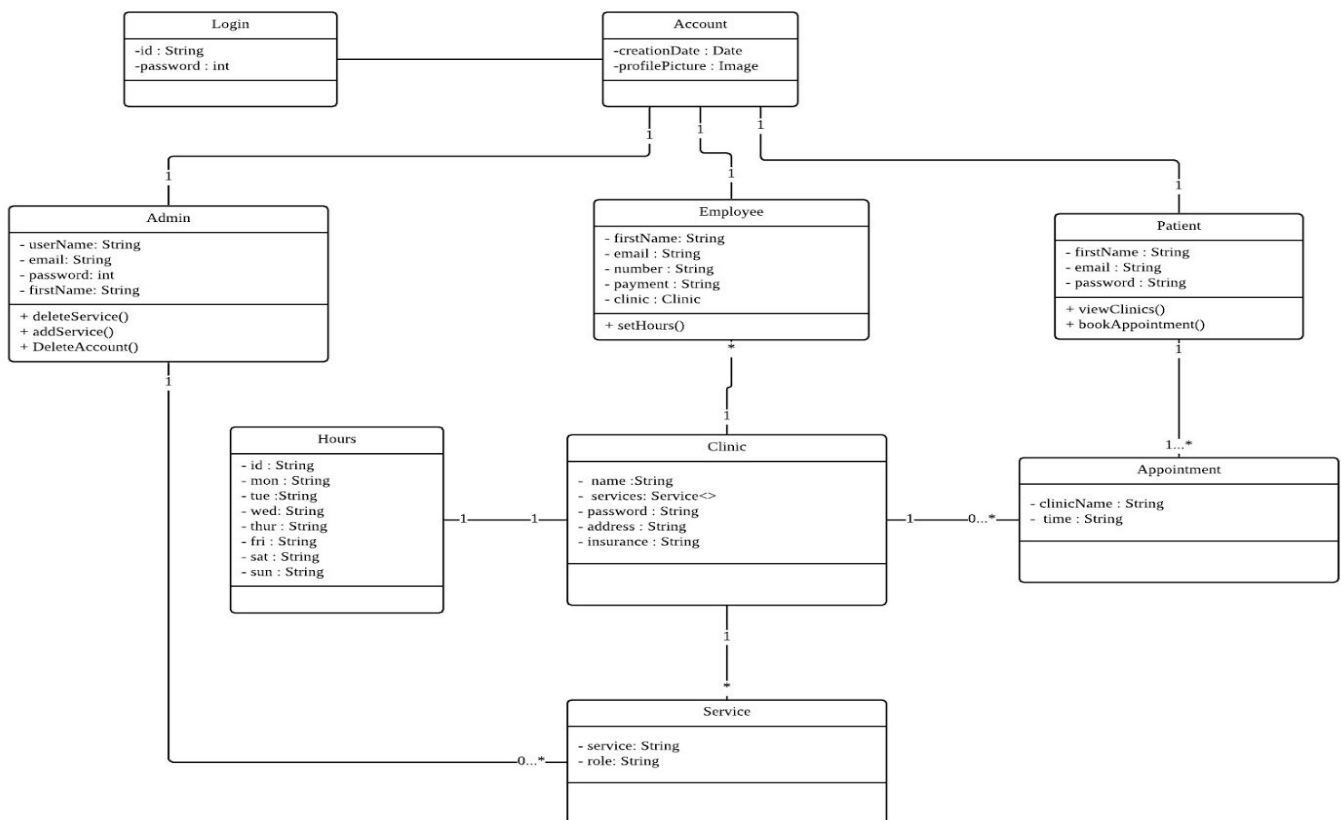 Login
-id : String
-password : int
Account
-creationDate : Date
-profilePicture : Image
1
1
1
1
1
1
Admin
- userName: String
- email: String
- password: int
- firstName: String
+ deleteService()
+ addService()
+ DeleteAccount()
Employee
- firstName: String
- email : String
- number : String
- payment : String
- clinic : Clinic
+ setHours()
Patient
- firstName : String
- email : String
- password : String
+ viewClinics()
+ bookAppointment()
1
*
1
1
1...*
Hours
- id : String
- mon : String
- tue :String
- wed: String
- thur : String
- fri : String
- sat : String
- sun : String
1
1
Clinic
- name :String
- services: Service<>
- password : String
- address : String
- insurance : String
1
0...*
Appointment
- clinicName : String
- time : String
1
*
0...*
Service
- service: String
- role: String